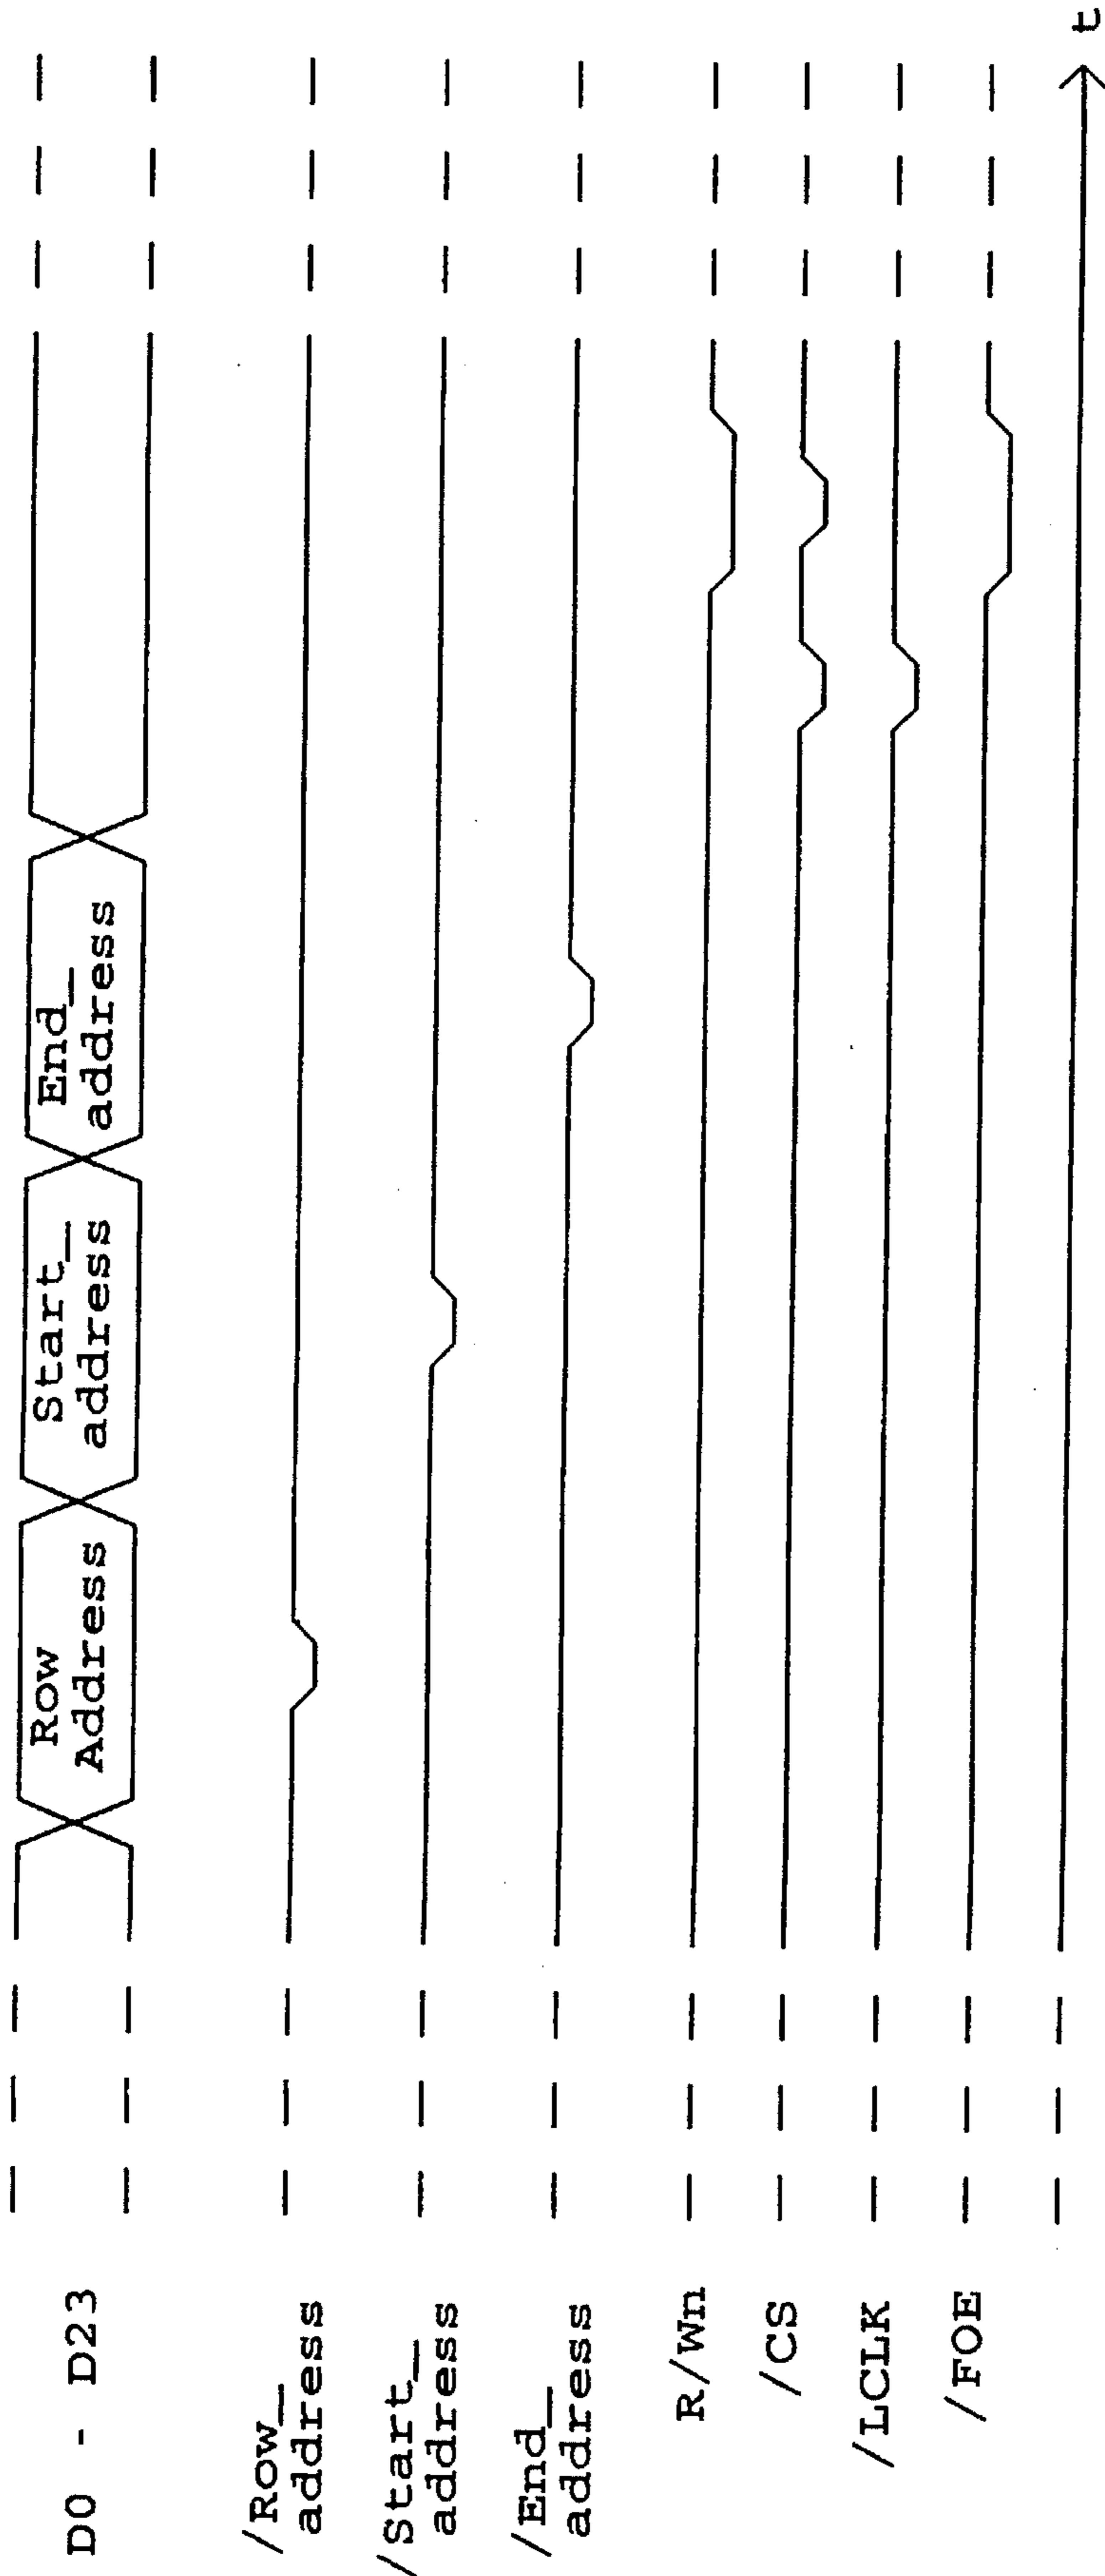 D0 - D23
Row
Address
Start_
address
End_
address
/Row_
address
/Start_
address
/End_
address
R/Wn
/CS
/LCLK
/FOE
t